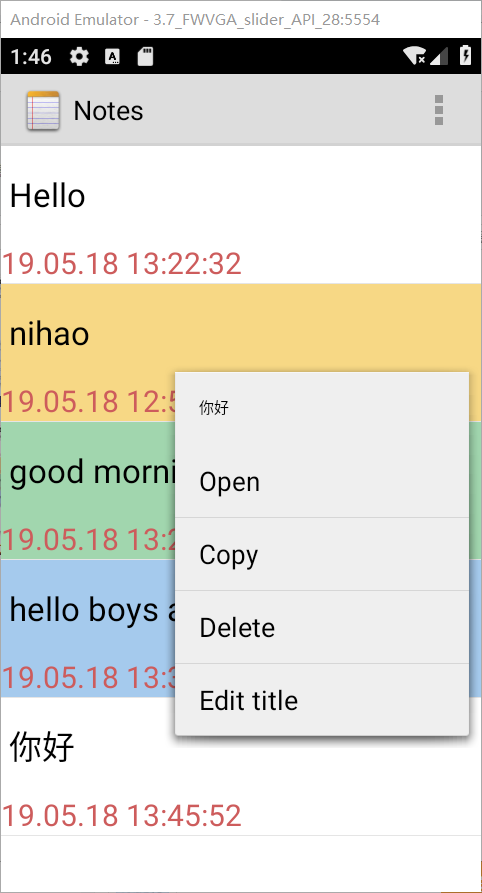 Android Emulator - 3.7_FWVGA_slider_API_28:5554
1:46
Notes
Hello
19.05.18 13:22:32
nihao
19.05.18 12:5
你好
good morni
Open
19.05.18 13:2
Copy
hello boys
Delete
19.05.18 13:3
Edit title
你好
19.05.18 13:45:52